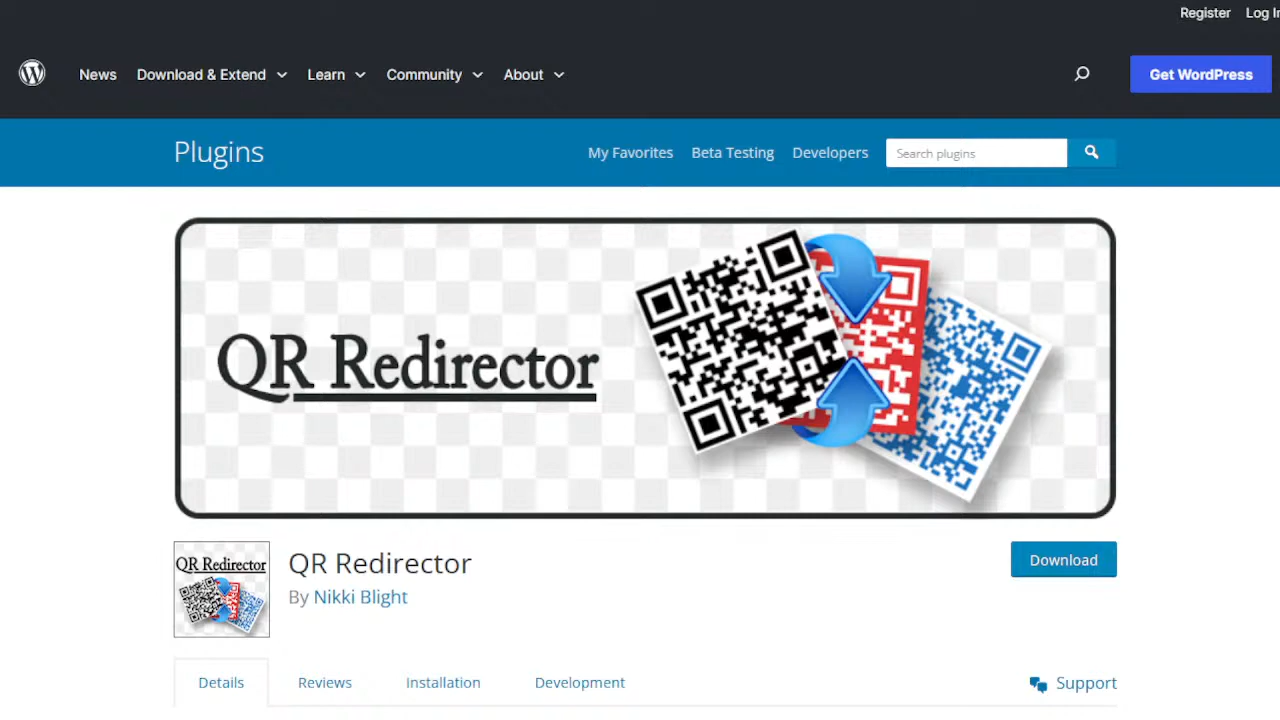 Register Log In
News Download & Extend Learn Community About Get WordPress
Plugins My Favorites Beta Testing Developers Search plugins
QR Redirector
QR Redirector
QR Redirector Download
By Nikki Blight
Details Reviews Installation Development Support